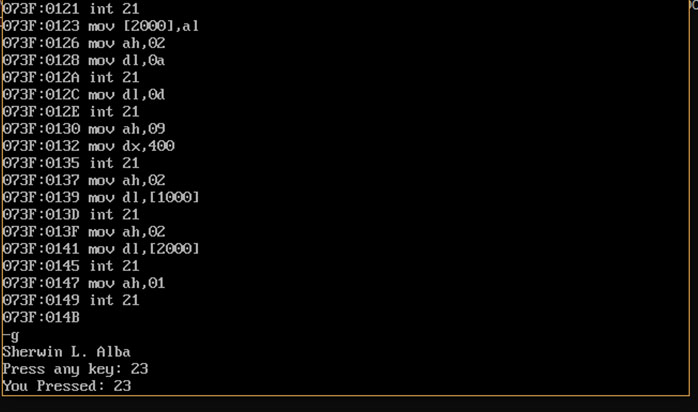 073F:0121 int 21
073F:0123 mov [2000],al
073F:0126 mov ah,02
073F:0128 mov dl,0a
073F:012A int 21
073F:012C mov dl,0d
073F:012E int 21
073F:0130 mov ah,09
073F:0132 mov dx,400
073F:0135 int 21
073F:0137 mov ah,02
073F:0139 mov dl,[1000]
073F:013D int 21
073F:013F mov ah,02
073F:0141 mov dl,[2000]
073F:0145 int 21
073F:0147 mov ah,01
073F:0149 int 21
073F:014B
-g
Sherwin L. Alba
Press any key: 23
You Pressed: 23